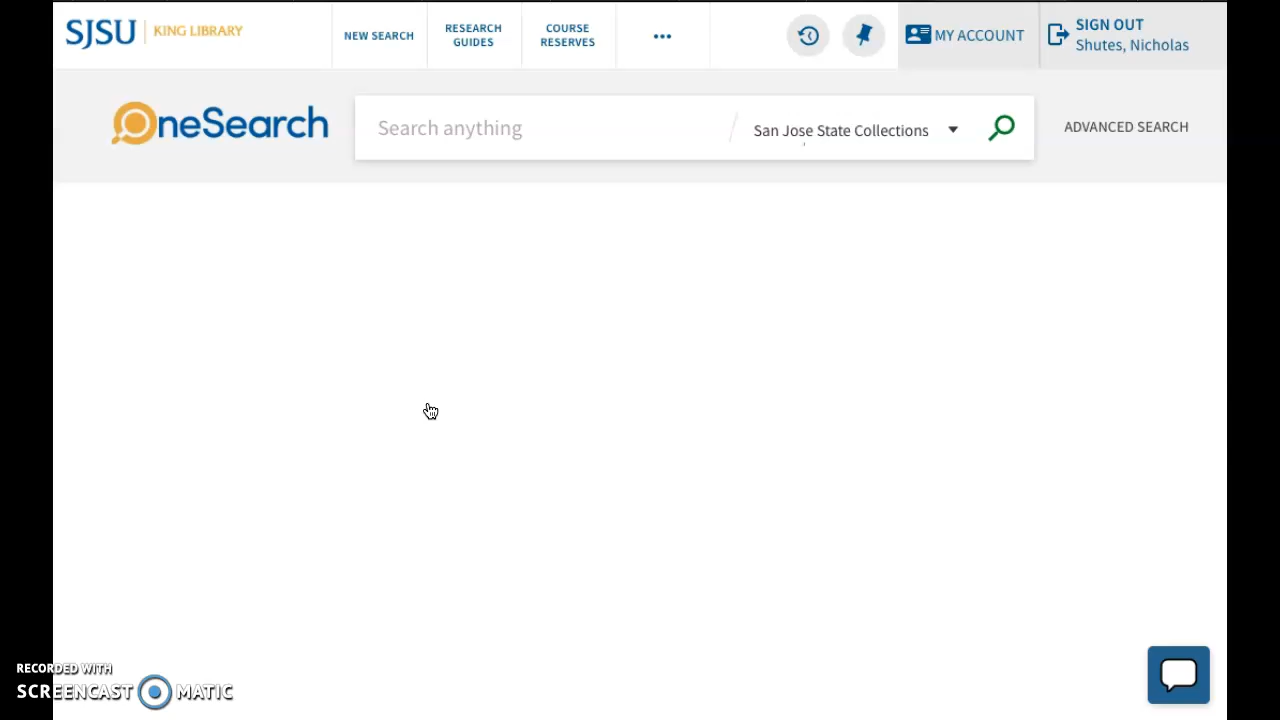 SJSU KING LIBRARY
NEW SEARCH
RESEARCH
GUIDES
COURSE
RESERVES
MY ACCOUNT
SIGN OUT
Shutes, Nicholas
OneSearch
Search anything
San Jose State Collections
ADVANCED SEARCH
RECORDED WITH
SCREENCAST MATIC